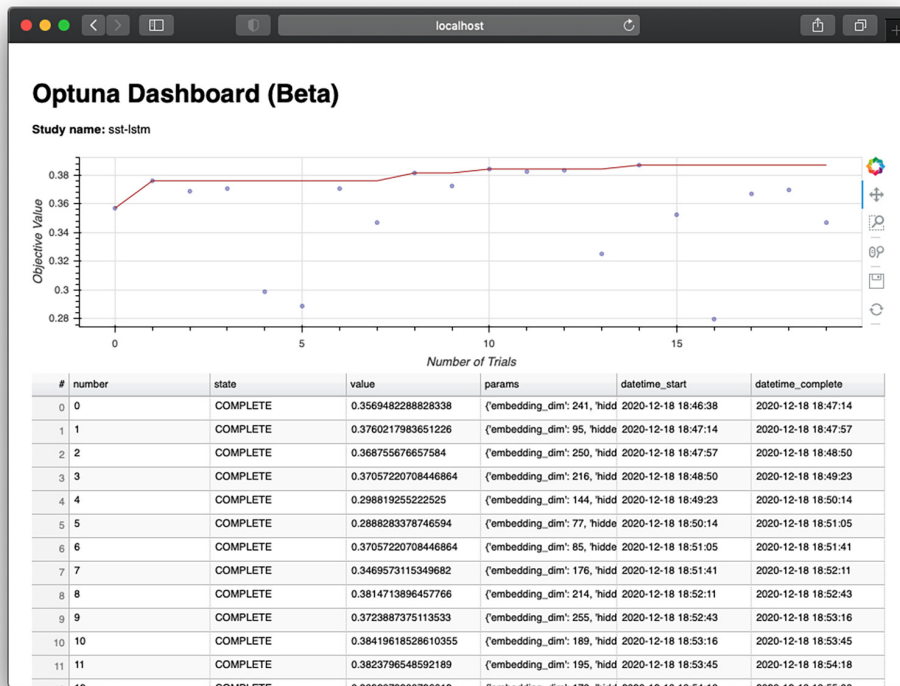 localhost
Optuna Dashboard (Beta)
Study name: sst-lstm
Objective Value
0.38
0.36
0.34
0.32
0.3
0.28
0 5 10 15
Number of Trials
# number state value params datetime_start datetime_complete
0 0 COMPLETE 0.3569482288828338 {'embedding_dim': 241, 'hidd 2020-12-18 18:46:38 2020-12-18 18:47:14
1 1 COMPLETE 0.3760217983651226 {'embedding_dim': 95, 'hidde 2020-12-18 18:47:14 2020-12-18 18:47:57
2 2 COMPLETE 0.368755676657584 {'embedding_dim': 250, 'hidd 2020-12-18 18:47:57 2020-12-18 18:48:50
3 3 COMPLETE 0.37057220708446864 {'embedding_dim': 216, 'hidd 2020-12-18 18:48:50 2020-12-18 18:49:23
4 4 COMPLETE 0.298819255222525 {'embedding_dim': 144, 'hidd 2020-12-18 18:49:23 2020-12-18 18:50:14
5 5 COMPLETE 0.2888283378746594 {'embedding_dim': 77, 'hidde 2020-12-18 18:50:14 2020-12-18 18:51:05
6 6 COMPLETE 0.37057220708446864 {'embedding_dim': 85, 'hidde 2020-12-18 18:51:05 2020-12-18 18:51:41
7 7 COMPLETE 0.3469573115349682 {'embedding_dim': 176, 'hidd 2020-12-18 18:51:41 2020-12-18 18:52:11
8 8 COMPLETE 0.3814713896457766 {'embedding_dim': 214, 'hidd 2020-12-18 18:52:11 2020-12-18 18:52:43
9 9 COMPLETE 0.3723887375113533 {'embedding_dim': 255, 'hidd 2020-12-18 18:52:43 2020-12-18 18:53:16
10 10 COMPLETE 0.38419618528610355 {'embedding_dim': 189, 'hidd 2020-12-18 18:53:16 2020-12-18 18:53:45
11 11 COMPLETE 0.3823796548592189 {'embedding_dim': 195, 'hidd 2020-12-18 18:53:45 2020-12-18 18:54:18